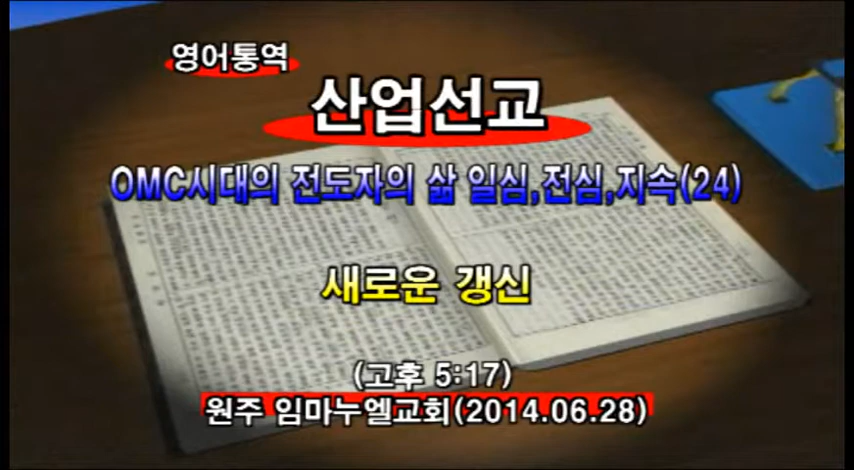 영어통역
산업선교
OMC시대의 전도자의 삶 일심,전심,지속(24)
새로운 갱신
(고후 5:17)
원주 임마누엘교회(2014.06.28)